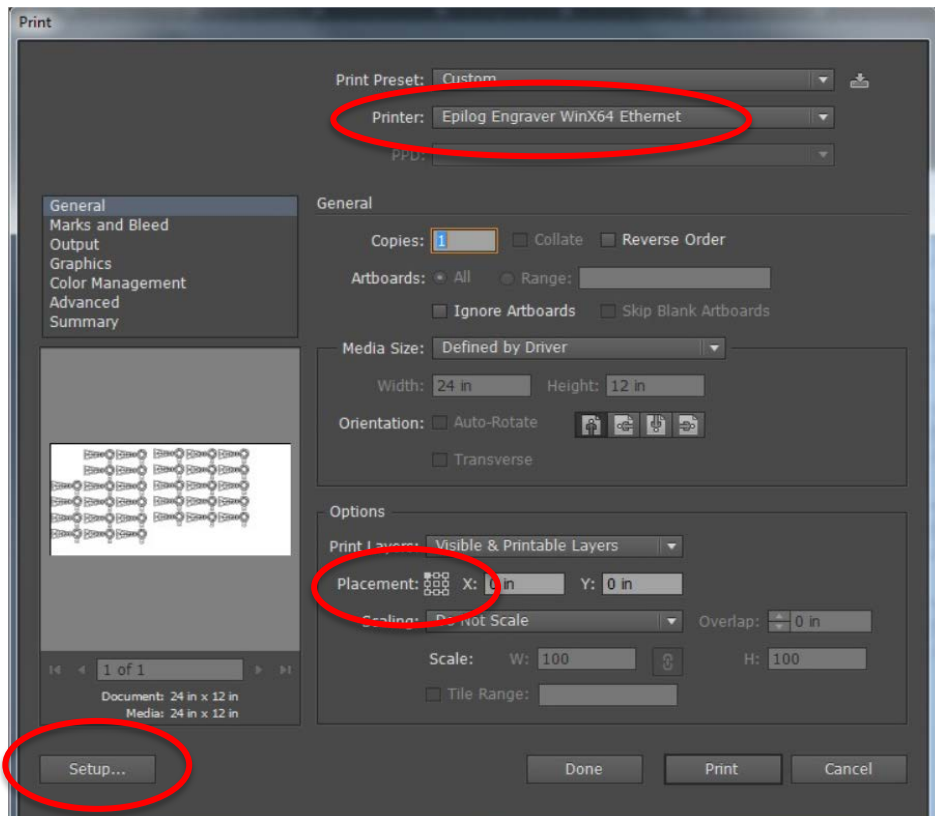 Print
Print Preset: Custom
Printer: Epilog Engraver WinX64 Ethernet
PPD:
General
Marks and Bleed
Output
Graphics
Color Management
Advanced
Summary
General
Copies: 1 Collate Reverse Order
Artboards: All Range:
Ignore Artboards Skip Blank Artboards
Media Size: Defined by Driver
Width: 24 in Height: 12 in
Orientation: Auto-Rotate
Transverse
Options
Print Layers: Visible & Printable Layers
Placement: X: 0 in Y: 0 in
Scaling: Do Not Scale Overlap: 0 in
Scale: W: 100 H: 100
Tile Range:
1 of 1
Document: 24 in x 12 in
Media: 24 in x 12 in
Setup... Done Print Cancel